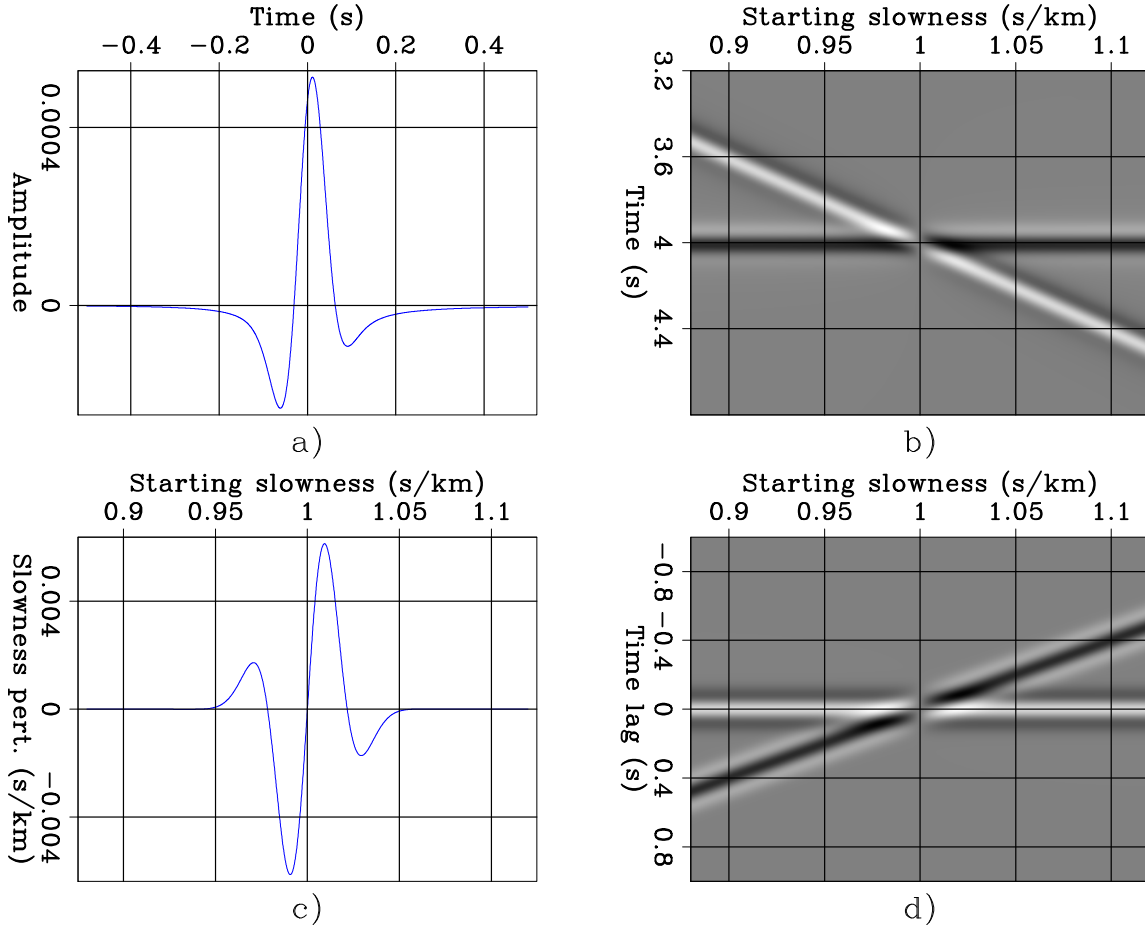 Time (s)
−0.4 −0.2 0 0.2 0.4
0.0004
0
Amplitude
a)
Starting slowness (s/km)
0.9 0.95 1 1.05 1.1
3.2
3.6
4
4.4
Time (s)
b)
Starting slowness (s/km)
0.9 0.95 1 1.05 1.1
0.004
0
−0.004
Slowness pert. (s/km)
c)
Starting slowness (s/km)
0.9 0.95 1 1.05 1.1
−0.8
−0.4
0
0.4
0.8
Time lag (s)
d)